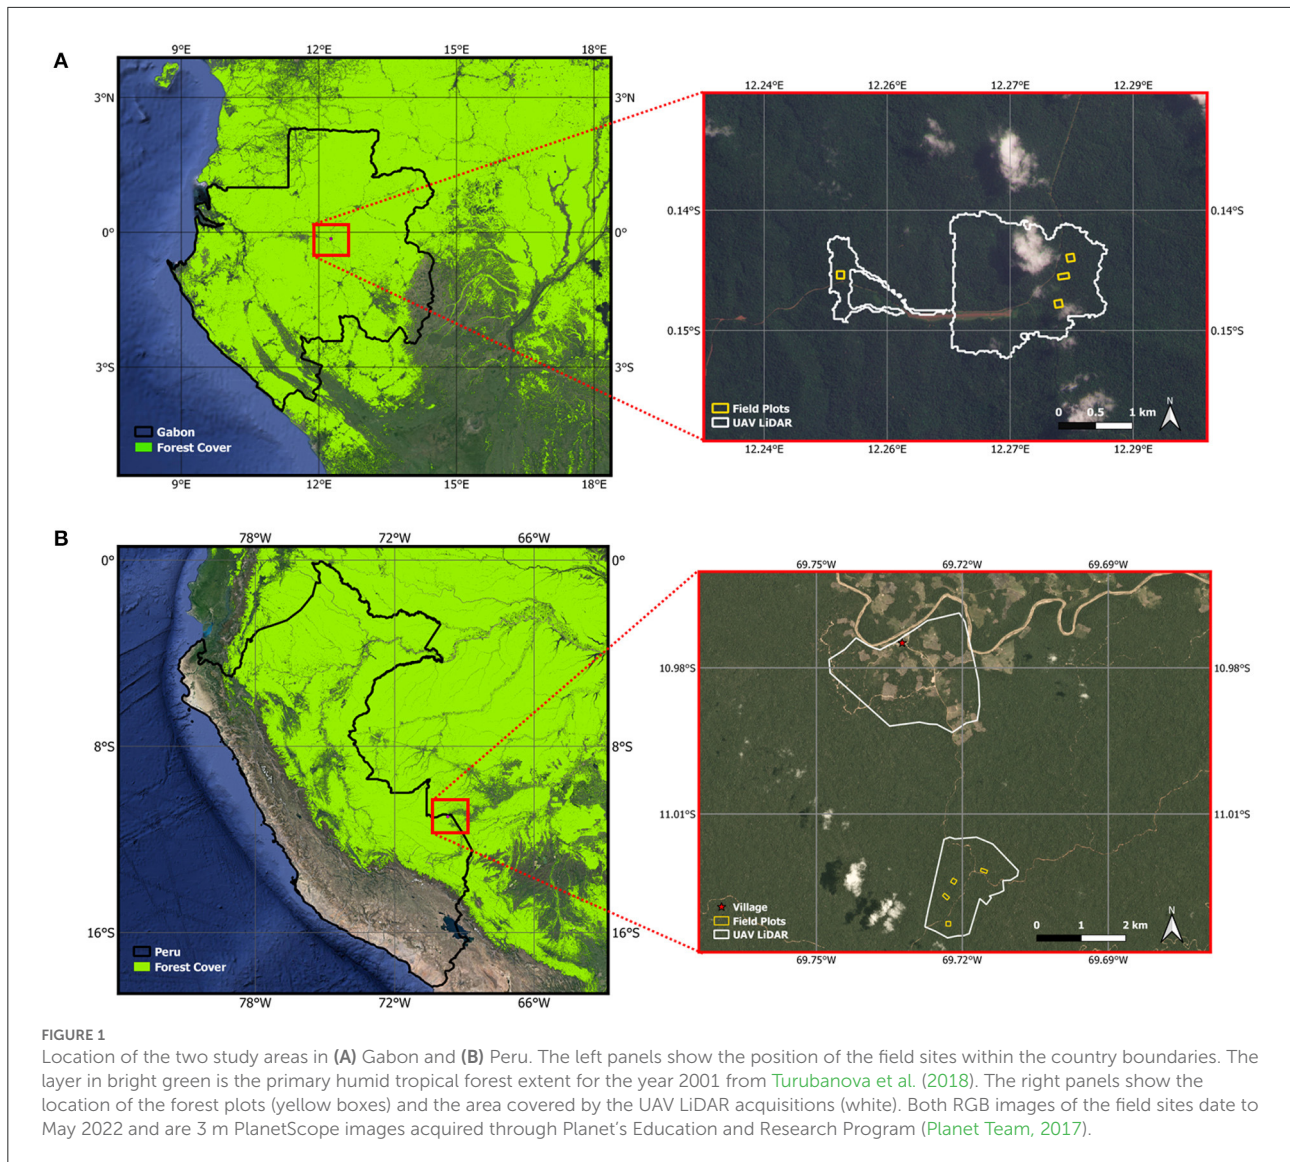 A
9°E 12°E 15°E 18°E
3°N 3°N
0° 0°
3°S 3°S
Gabon
Forest Cover
9°E 12°E 15°E 18°E
12.24°E 12.26°E 12.27°E 12.29°E
0.14°S 0.14°S
0.15°S 0.15°S
Field Plots
UAV LiDAR
0 0.5 1 km
N
12.24°E 12.26°E 12.27°E 12.29°E
B
78°W 72°W 66°W
0° 0°
8°S 8°S
16°S 16°S
Peru
Forest Cover
78°W 72°W 66°W
69.75°W 69.72°W 69.69°W
10.98°S 10.98°S
11.01°S 11.01°S
Village
Field Plots
UAV LiDAR
0 1 2 km
N
69.75°W 69.72°W 69.69°W
FIGURE 1
Location of the two study areas in (A) Gabon and (B) Peru. The left panels show the position of the field sites within the country boundaries. The
layer in bright green is the primary humid tropical forest extent for the year 2001 from Turubanova et al. (2018). The right panels show the
location of the forest plots (yellow boxes) and the area covered by the UAV LiDAR acquisitions (white). Both RGB images of the field sites date to
May 2022 and are 3 m PlanetScope images acquired through Planet's Education and Research Program (Planet Team, 2017).